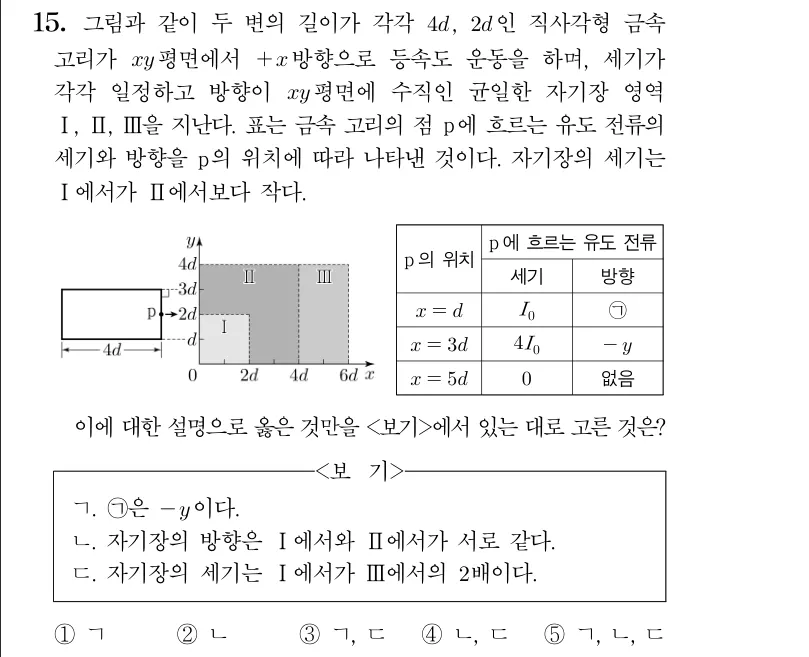 15. 그림과 같이 두 변의 길이가 각각 4d, 2d인 직사각형 금속
고리가 xy평면에서 +x방향으로 등속도 운동을 하며, 세기가
각각 일정하고 방향이 xy평면에 수직인 균일한 자기장 영역
Ⅰ, Ⅱ, Ⅲ을 지난다. 표는 금속 고리의 점 p에 흐르는 유도 전류의
세기와 방향을 p의 위치에 따라 나타낸 것이다. 자기장의 세기는
Ⅰ에서가 Ⅱ에서보다 작다.
y
4d Ⅱ Ⅲ
3d
p 2d
Ⅰ
d
4d
0 2d 4d 6d x
p의 위치 p에 흐르는 유도 전류
세기 방향
x = d I₀ ㉠
x = 3d 4I₀ −y
x = 5d 0 없음
이에 대한 설명으로 옳은 것만을 <보기>에서 있는 대로 고른 것은?
<보 기>
ㄱ. ㉠은 −y이다.
ㄴ. 자기장의 방향은 Ⅰ에서와 Ⅱ에서가 서로 같다.
ㄷ. 자기장의 세기는 Ⅰ에서가 Ⅲ에서의 2배이다.
① ㄱ ② ㄴ ③ ㄱ, ㄷ ④ ㄴ, ㄷ ⑤ ㄱ, ㄴ, ㄷ